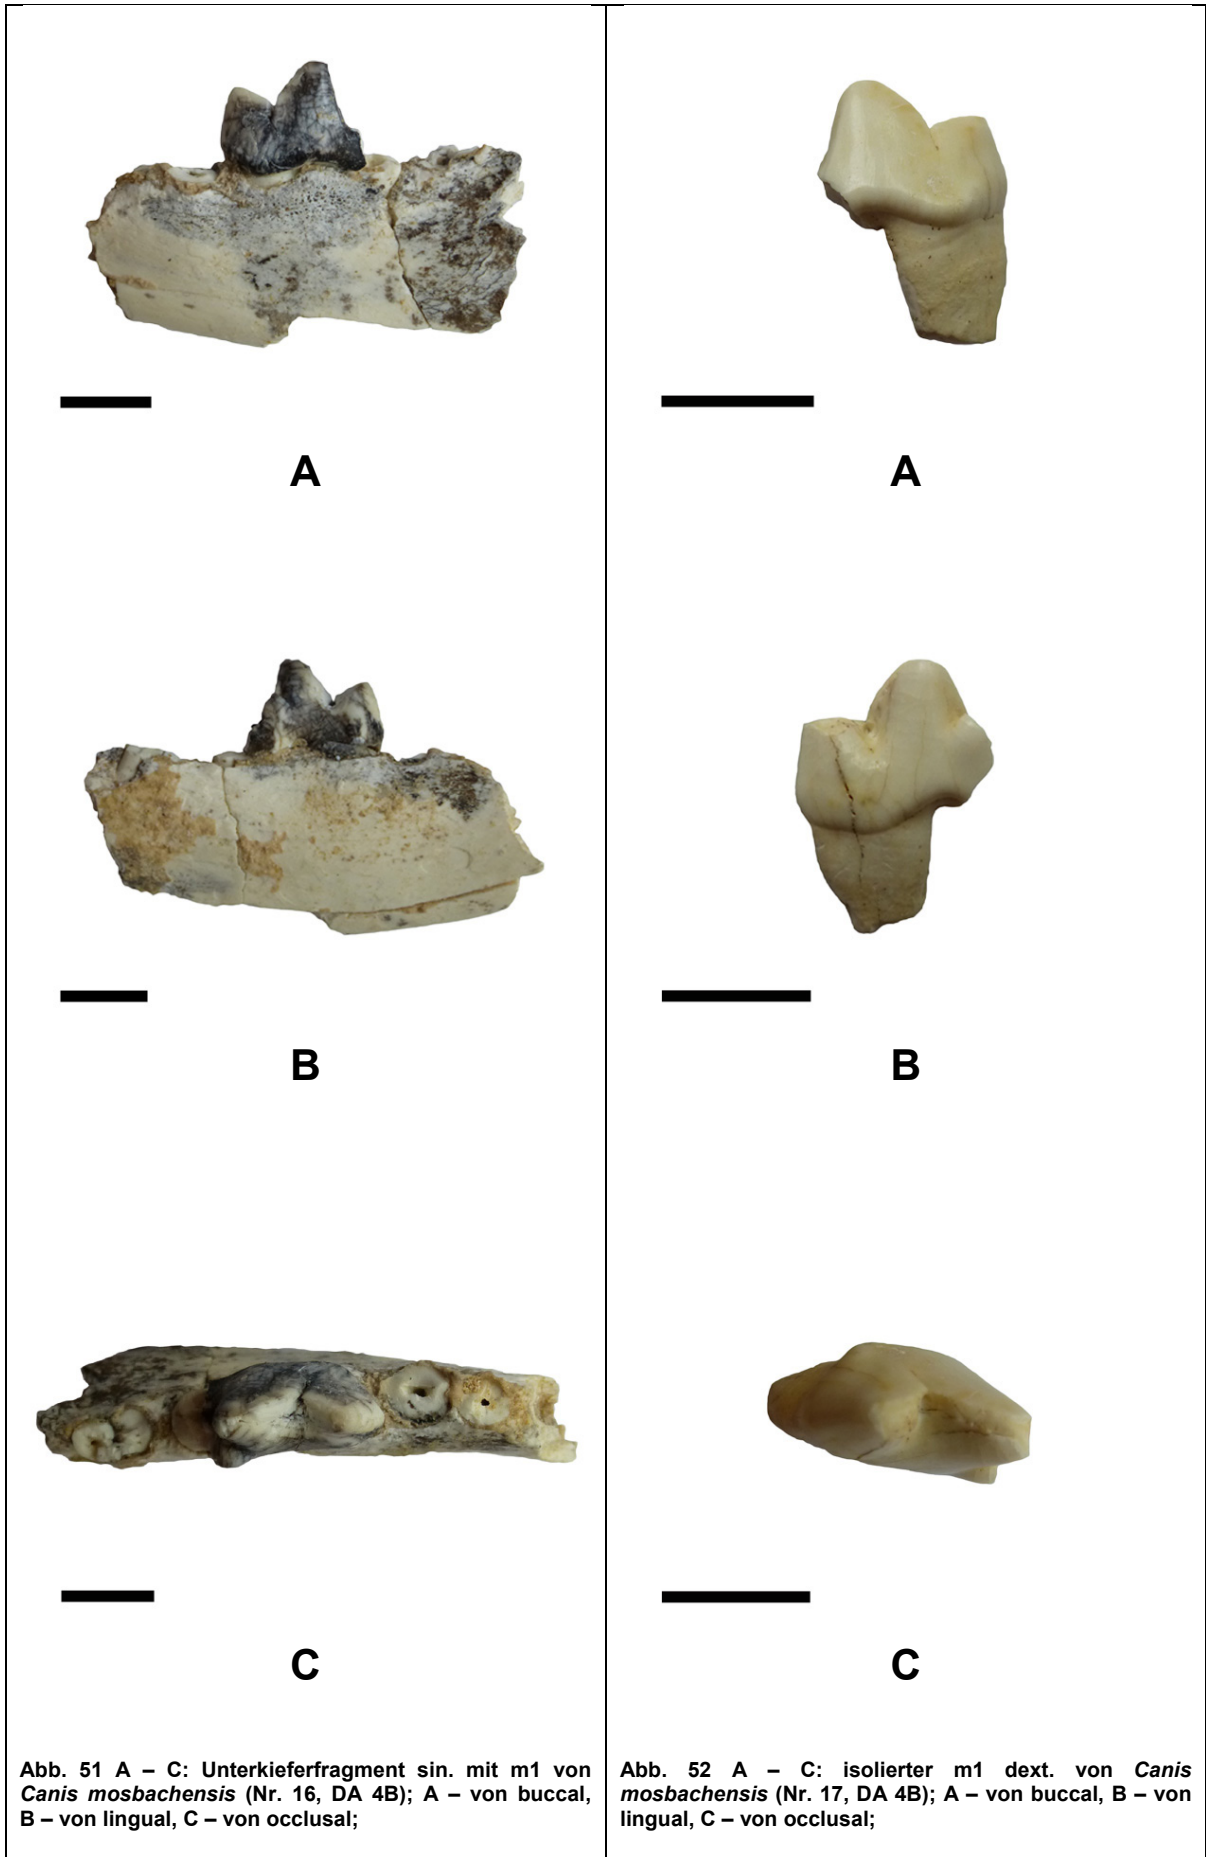 A
B
C
Abb. 51 A – C: Unterkieferfragment sin. mit m1 von
Canis mosbachensis (Nr. 16, DA 4B); A – von buccal,
B – von lingual, C – von occlusal;
A
B
C
Abb. 52 A – C: isolierter m1 dext. von Canis
mosbachensis (Nr. 17, DA 4B); A – von buccal, B – von
lingual, C – von occlusal;